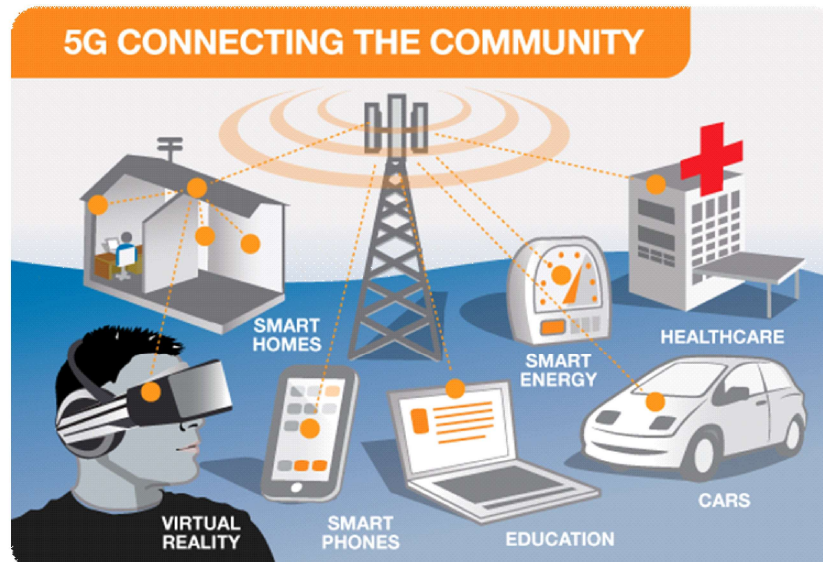 5G CONNECTING THE COMMUNITY
SMART
HOMES
SMART
ENERGY
HEALTHCARE
VIRTUAL
REALITY
SMART
PHONES
EDUCATION
CARS